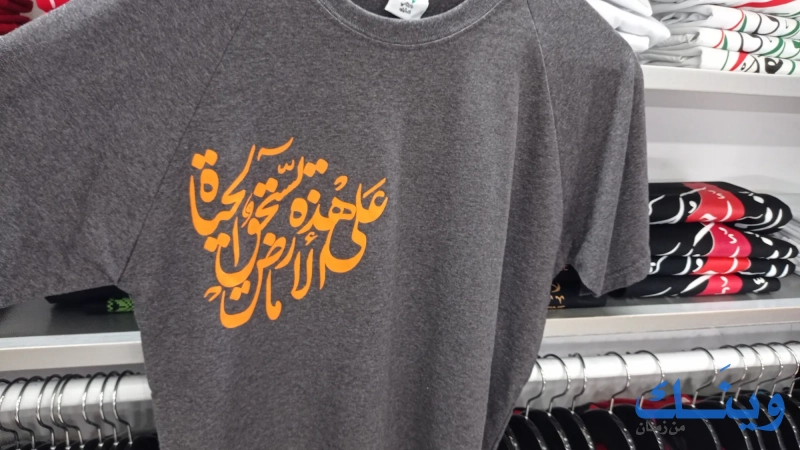 على هذه الأرض ما يستحق الحياة
وينك
من زمان